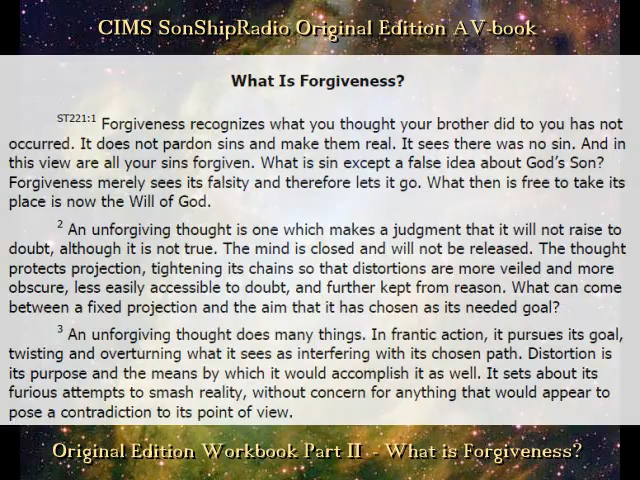 CIMS SonShipRadio Original Edition AV-book
What Is Forgiveness?
ST221:1 Forgiveness recognizes what you thought your brother did to you has not
occurred. It does not pardon sins and make them real. It sees there was no sin. And in
this view are all your sins forgiven. What is sin except a false idea about God's Son?
Forgiveness merely sees its falsity and therefore lets it go. What then is free to take its
place is now the Will of God.
2 An unforgiving thought is one which makes a judgment that it will not raise to
doubt, although it is not true. The mind is closed and will not be released. The thought
protects projection, tightening its chains so that distortions are more veiled and more
obscure, less easily accessible to doubt, and further kept from reason. What can come
between a fixed projection and the aim that it has chosen as its needed goal?
3 An unforgiving thought does many things. In frantic action, it pursues its goal,
twisting and overturning what it sees as interfering with its chosen path. Distortion is
its purpose and the means by which it would accomplish it as well. It sets about its
furious attempts to smash reality, without concern for anything that would appear to
pose a contradiction to its point of view.
Original Edition Workbook Part II - What is Forgiveness?